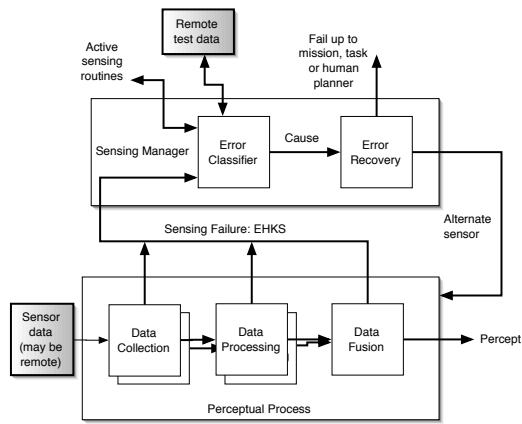 Remote
test data
Active
sensing
routines
Fail up to
mission, task
or human
planner
Sensing Manager
Error
Classifier
Cause
Error
Recovery
Sensing Failure: EHKS
Alternate
sensor
Sensor
data
(may be
remote)
Data
Collection
Data
Processing
Data
Fusion
Percept
Perceptual Process